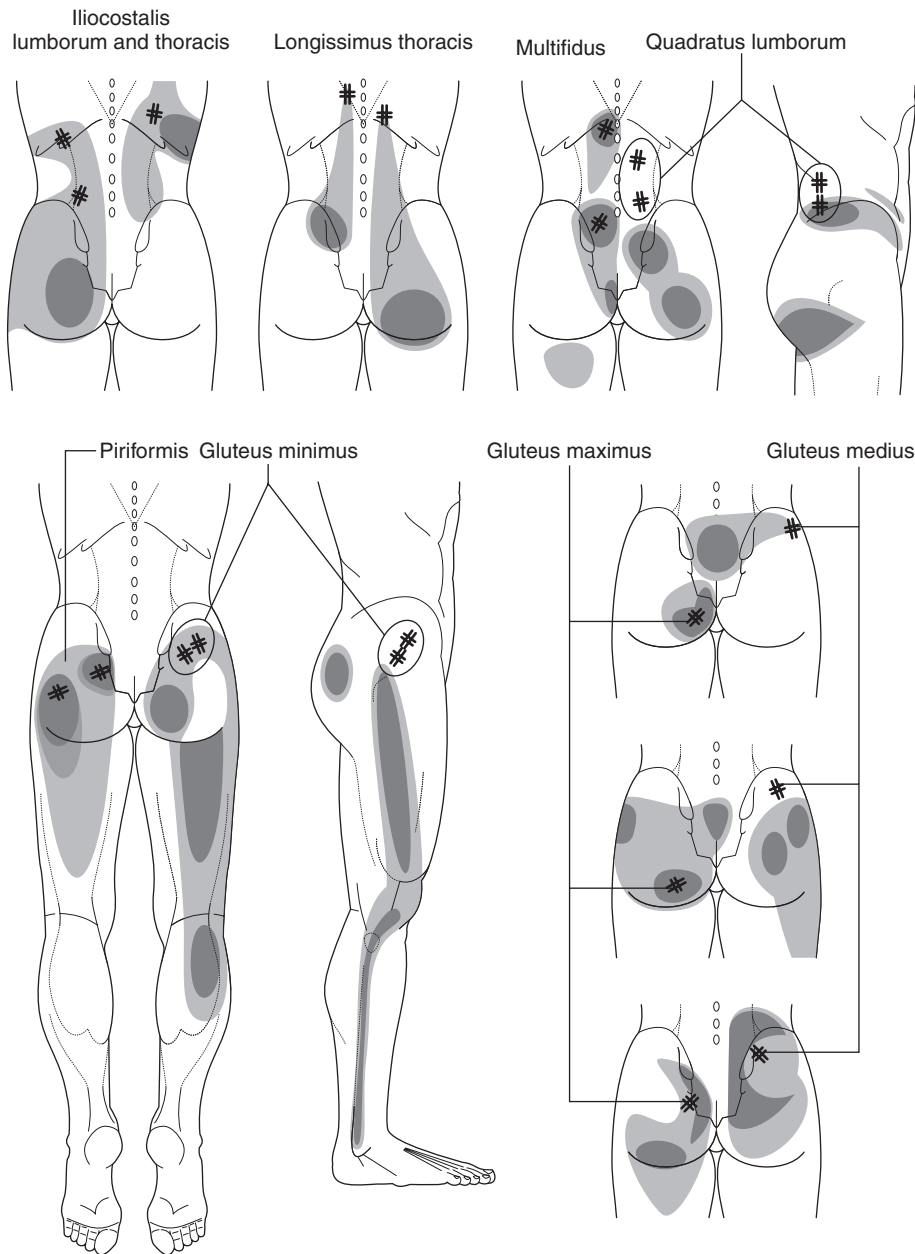 Iliocostalis
lumborum and thoracis
Longissimus thoracis
Multifidus
Quadratus lumborum
Piriformis
Gluteus minimus
Gluteus maximus
Gluteus medius